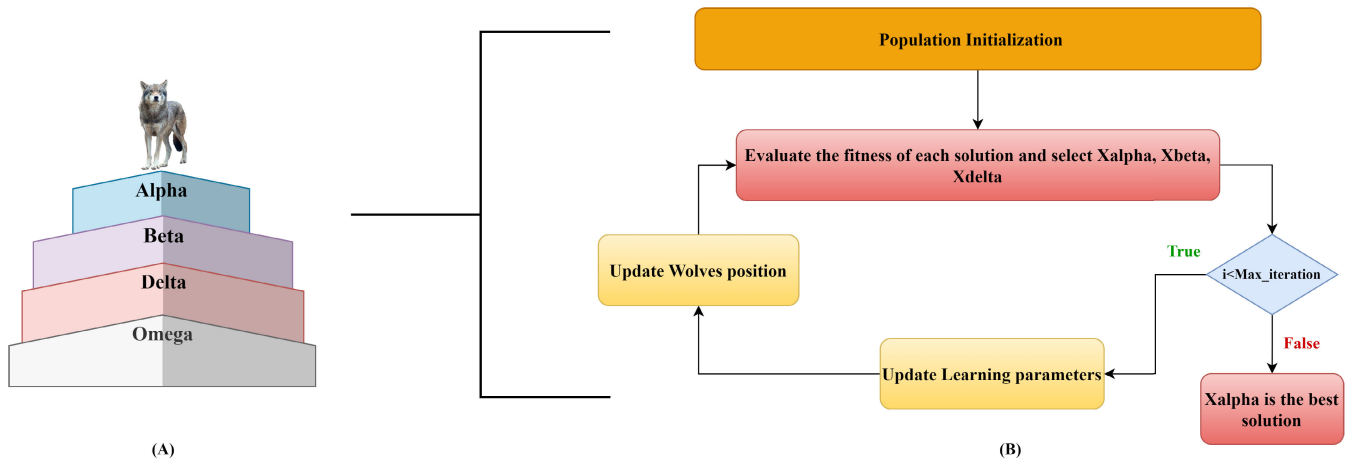 Alpha
Beta
Delta
Omega
(A)
Population Initialization
Evaluate the fitness of each solution and select Xalpha, Xbeta,
Xdelta
True
i<Max_iteration
Update Wolves position
False
Update Learning parameters
Xalpha is the best
solution
(B)